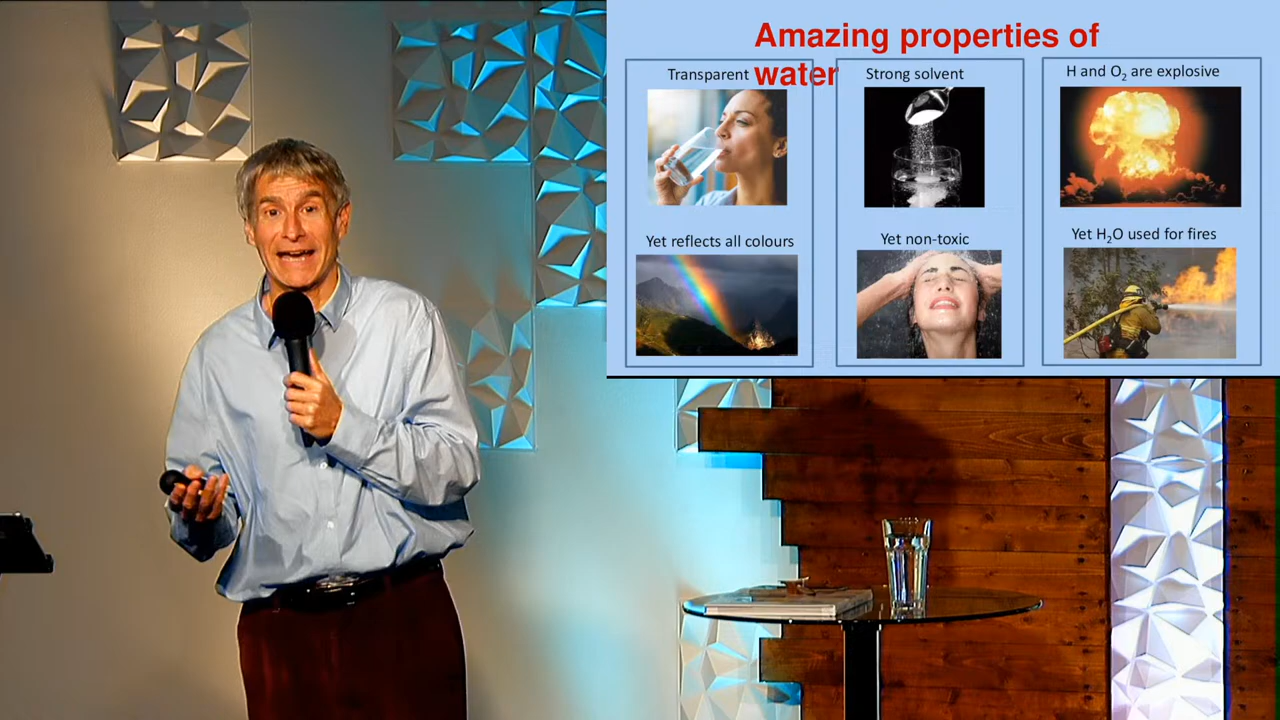 Amazing properties of
water
Transparent
Strong solvent
H and O₂ are explosive
Yet reflects all colours
Yet non-toxic
Yet H₂O used for fires